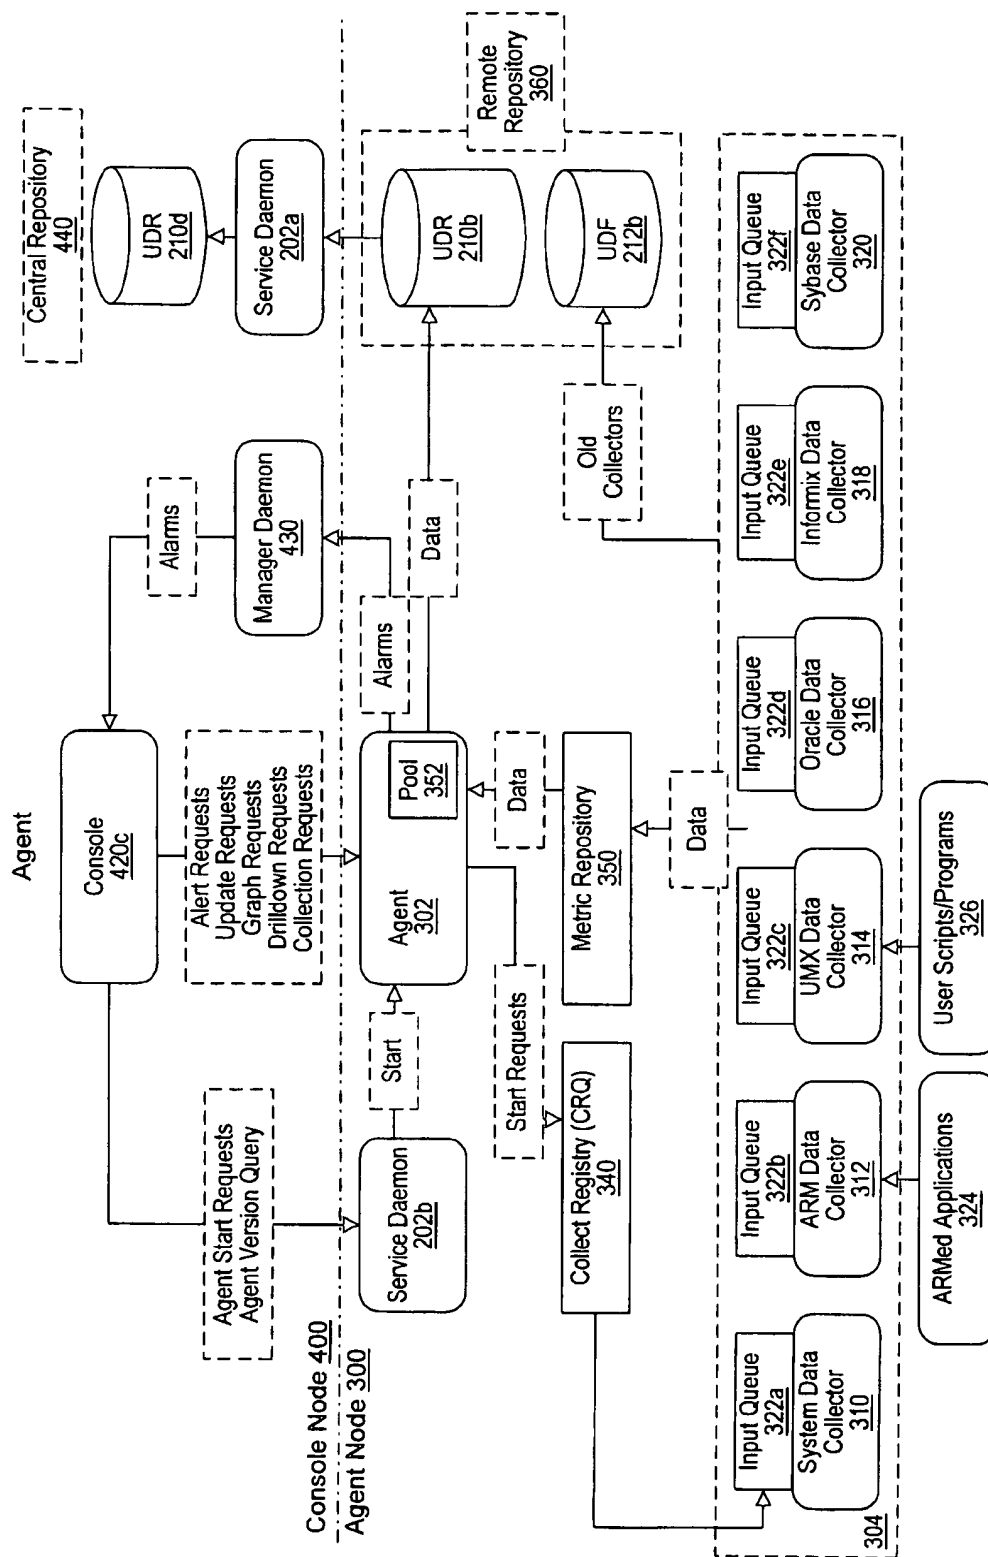 Agent
Console
420c
Alarms
Manager Daemon
430
Central Repository
440
UDR
210d
Service Daemon
202a
Agent Start Requests
Agent Version Query
Alert Requests
Update Requests
Graph Requests
Drilldown Requests
Collection Requests
Console Node 400
Agent Node 300
Service Daemon
202b
Start
Agent
302
Pool
352
Alarms
Data
UDR
210b
UDF
212b
Remote
Repository
360
Start Requests
Data
Old
Collectors
Collect Registry (CRQ)
340
Metric Repository
350
Data
304
Input Queue
322a
System Data
Collector
310
Input Queue
322b
ARM Data
Collector
312
Input Queue
322c
UMX Data
Collector
314
Input Queue
322d
Oracle Data
Collector
316
Input Queue
322e
Informix Data
Collector
318
Input Queue
322f
Sybase Data
Collector
320
ARMed Applications
324
User Scripts/Programs
326